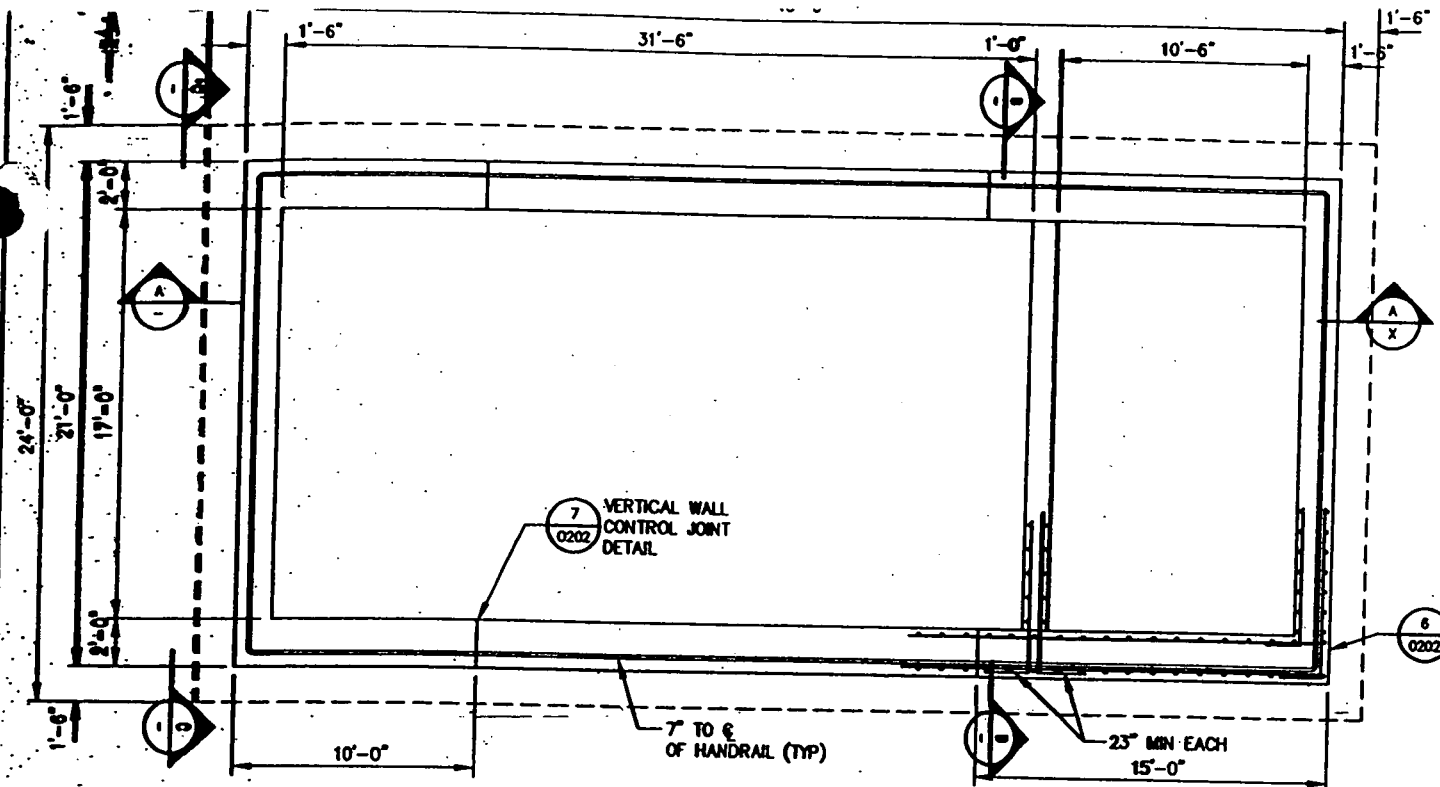 1'-6"
1'-6"
31'-6"
1'-0"
10'-6"
1'-6"
1'-6"
2'=0"
A
-
A
X
24'-0"
21'-0"
17'=0"
7
0202
VERTICAL WALL
CONTROL JOINT
DETAIL
2'=0"
6
0202
1'-6"
7" TO ℄
OF HANDRAIL (TYP)
23" MIN EACH
10'-0"
15'-0"